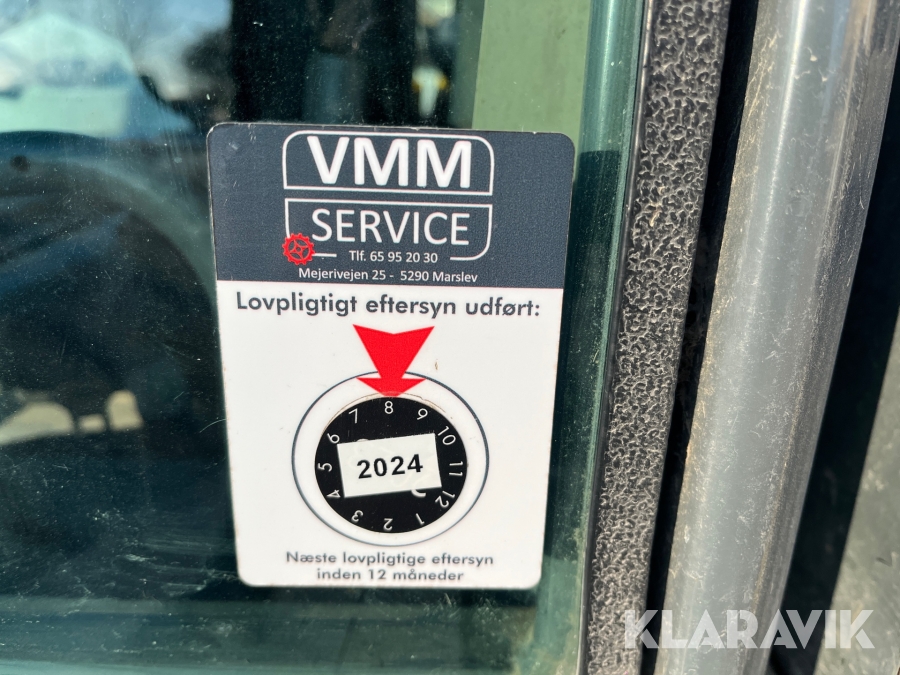 VMM
SERVICE
Tlf. 65 95 20 30
Mejerivejen 25 - 5290 Marslev
Lovpligtigt eftersyn udført:
1 2 3 4 5 6 7 8 9 10 11 12
2024
Næste lovpligtige eftersyn
inden 12 måneder
KLARAVIK